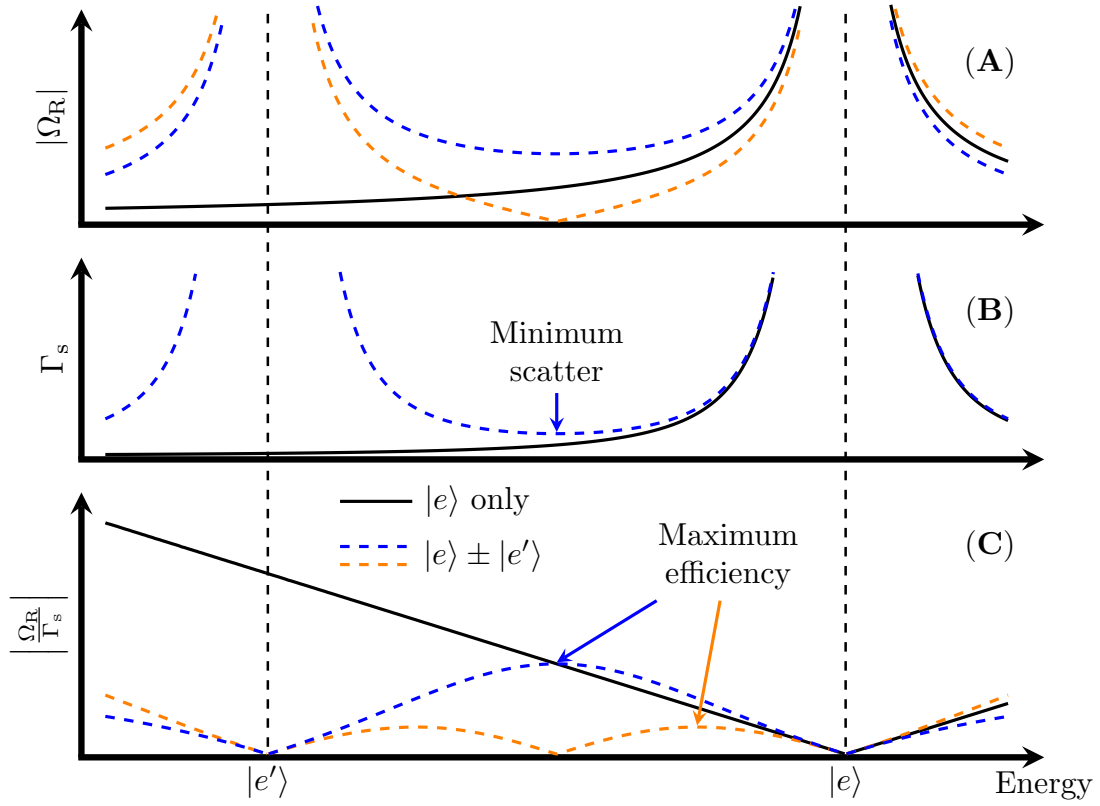 (A)
|Ω_R|
(B)
Γ_s
Minimum
scatter
|e⟩ only
|e⟩ ± |e′⟩
Maximum
efficiency
(C)
|Ω_R/Γ_s|
|e′⟩
|e⟩
Energy